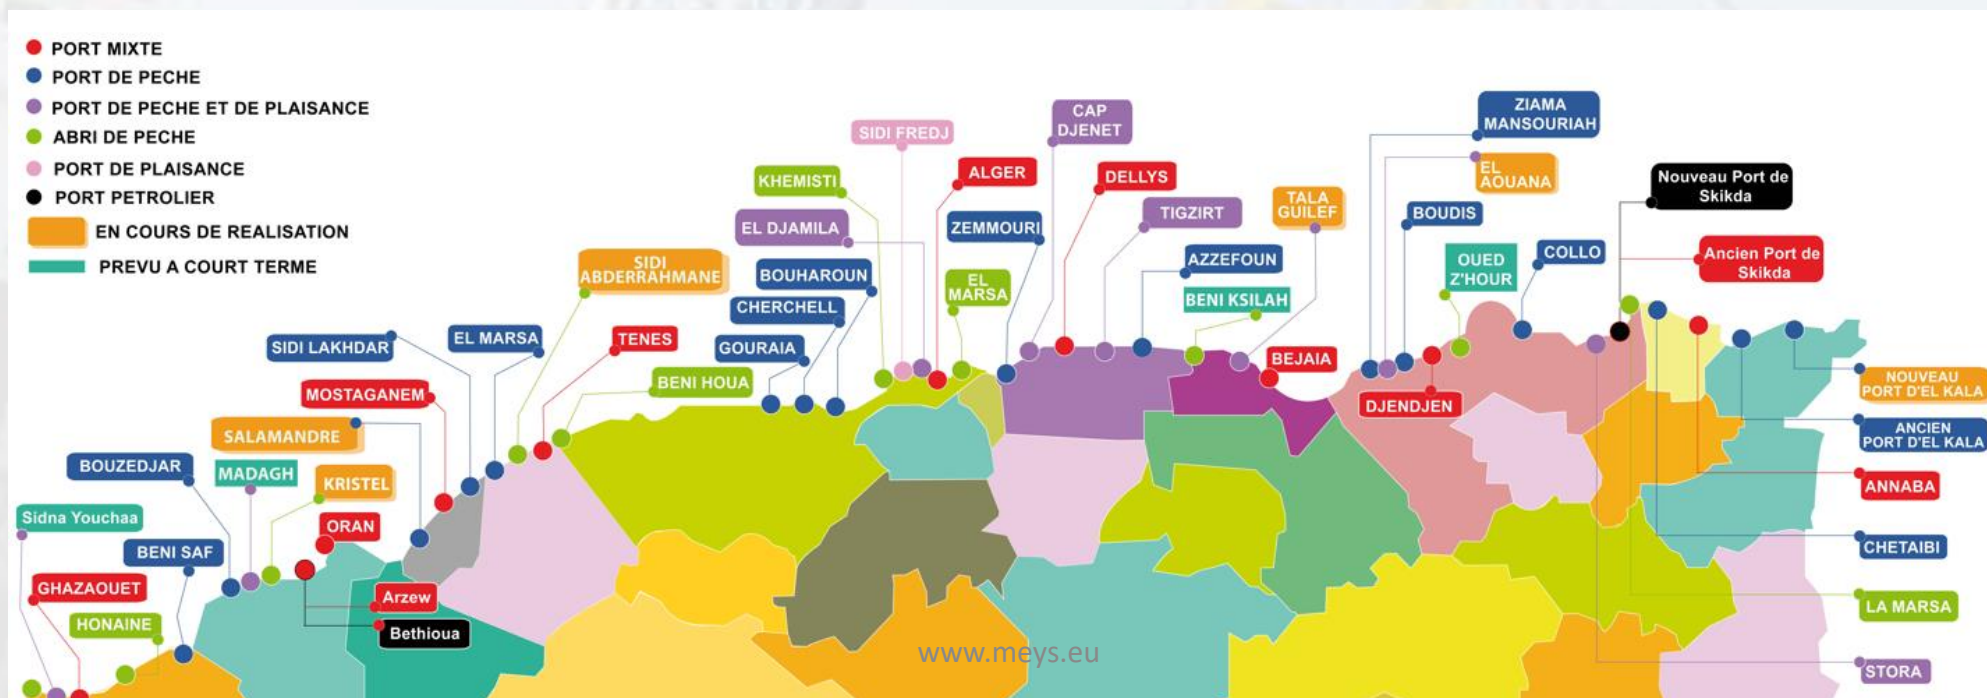 PORT MIXTE
PORT DE PECHE
PORT DE PECHE ET DE PLAISANCE
ABRI DE PECHE
PORT DE PLAISANCE
PORT PETROLIER
EN COURS DE REALISATION
PREVU A COURT TERME
Sidna Youchaa
GHAZAOUET
HONAINE
BENI SAF
BOUZEDJAR
MADAGH
KRISTEL
ORAN
Arzew
Bethioua
SALAMANDRE
MOSTAGANEM
SIDI LAKHDAR
EL MARSA
SIDI
ABDERRAHMANE
TENES
BENI HOUA
GOURAIA
CHERCHELL
BOUHAROUN
EL DJAMILA
KHEMISTI
SIDI FREDJ
ALGER
EL
MARSA
ZEMMOURI
CAP
DJENET
DELLYS
TIGZIRT
AZZEFOUN
BENI KSILAH
TALA
GUILEF
BEJAIA
ZIAMA
MANSOURIAH
EL
AOUANA
BOUDIS
DJENDJEN
OUED
Z'HOUR
COLLO
Nouveau Port de
Skikda
Ancien Port de
Skikda
NOUVEAU
PORT D'EL KALA
ANCIEN
PORT D'EL KALA
ANNABA
CHETAIBI
LA MARSA
STORA
www.meys.eu